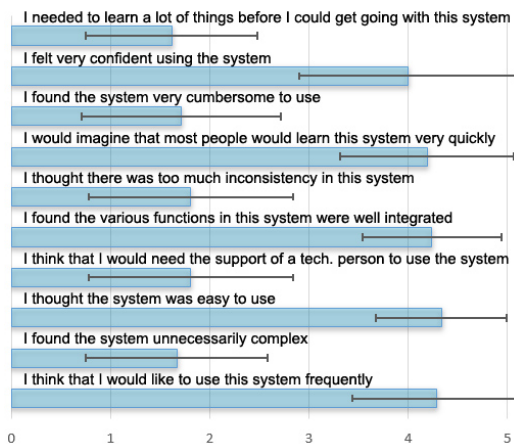 I needed to learn a lot of things before I could get going with this system
I felt very confident using the system
I found the system very cumbersome to use
I would imagine that most people would learn this system very quickly
I thought there was too much inconsistency in this system
I found the various functions in this system were well integrated
I think that I would need the support of a tech. person to use the system
I thought the system was easy to use
I found the system unnecessarily complex
I think that I would like to use this system frequently
0 1 2 3 4 5